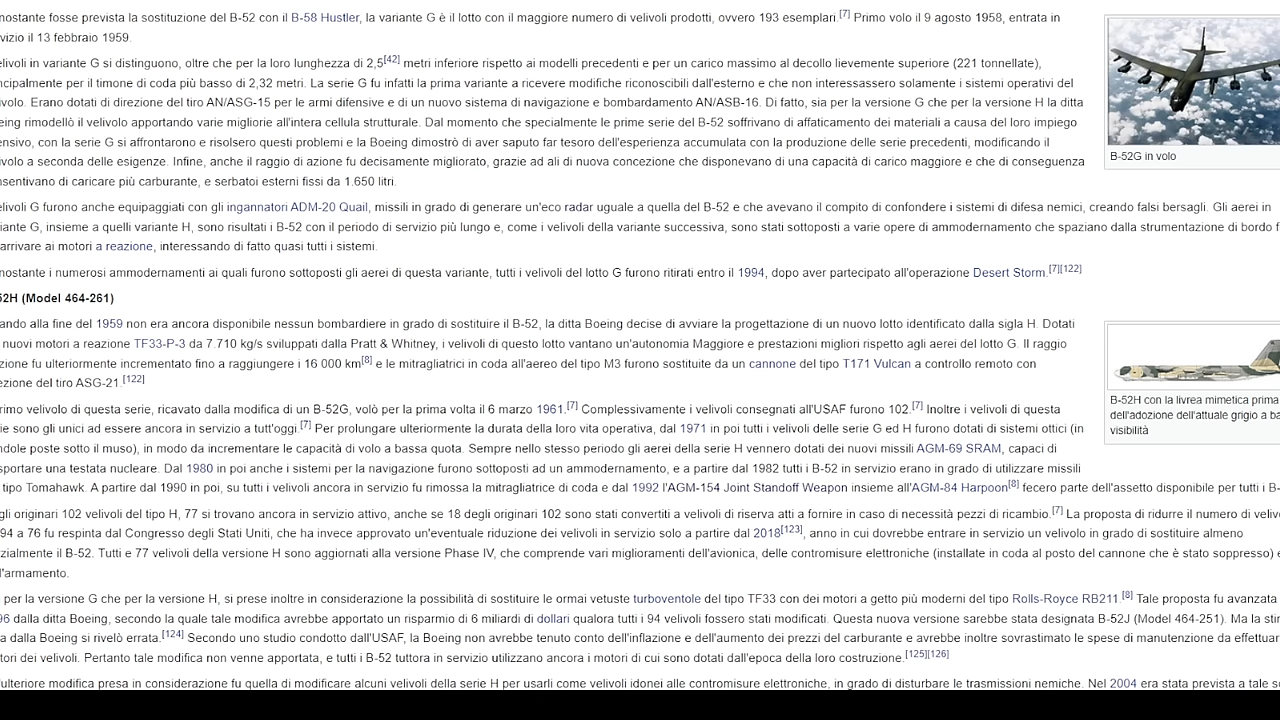 nostante fosse prevista la sostituzione del B-52 con il B-58 Hustler, la variante G è il lotto con il maggiore numero di velivoli prodotti, ovvero 193 esemplari.[7] Primo volo il 9 agosto 1958, entrata in
vizio il 13 febbraio 1959.
elivoli in variante G si distinguono, oltre che per la loro lunghezza di 2,5[42] metri inferiore rispetto ai modelli precedenti e per un carico massimo al decollo lievemente superiore (221 tonnellate),
ncipalmente per il timone di coda più basso di 2,32 metri. La serie G fu infatti la prima variante a ricevere modifiche riconoscibili dall'esterno e che non interessassero solamente i sistemi operativi del
ivolo. Erano dotati di direzione del tiro AN/ASG-15 per le armi difensive e di un nuovo sistema di navigazione e bombardamento AN/ASB-16. Di fatto, sia per la versione G che per la versione H la ditta
eing rimodellò il velivolo apportando varie migliorie all'intera cellula strutturale. Dal momento che specialmente le prime serie del B-52 soffrivano di affaticamento dei materiali a causa del loro impiego
ensivo, con la serie G si affrontarono e risolsero questi problemi e la Boeing dimostrò di aver saputo far tesoro dell'esperienza accumulata con la produzione delle serie precedenti, modificando il
ivolo a seconda delle esigenze. Infine, anche il raggio di azione fu decisamente migliorato, grazie ad ali di nuova concezione che disponevano di una capacità di carico maggiore e che di conseguenza
nsentivano di caricare più carburante, e serbatoi esterni fissi da 1.650 litri.
B-52G in volo
elivoli G furono anche equipaggiati con gli ingannatori ADM-20 Quail, missili in grado di generare un'eco radar uguale a quella del B-52 e che avevano il compito di confondere i sistemi di difesa nemici, creando falsi bersagli. Gli aerei in
iante G, insieme a quelli variante H, sono risultati i B-52 con il periodo di servizio più lungo e, come i velivoli della variante successiva, sono stati sottoposti a varie opere di ammodernamento che spaziano dalla strumentazione di bordo f
arrivare ai motori a reazione, interessando di fatto quasi tutti i sistemi.
nostante i numerosi ammodernamenti ai quali furono sottoposti gli aerei di questa variante, tutti i velivoli del lotto G furono ritirati entro il 1994, dopo aver partecipato all'operazione Desert Storm.[7][122]
52H (Model 464-261)
ando alla fine del 1959 non era ancora disponibile nessun bombardiere in grado di sostituire il B-52, la ditta Boeing decise di avviare la progettazione di un nuovo lotto identificato dalla sigla H. Dotati
nuovi motori a reazione TF33-P-3 da 7.710 kg/s sviluppati dalla Pratt & Whitney, i velivoli di questo lotto vantano un'autonomia Maggiore e prestazioni migliori rispetto agli aerei del lotto G. Il raggio
zione fu ulteriormente incrementato fino a raggiungere i 16 000 km[8] e le mitragliatrici in coda all'aereo del tipo M3 furono sostituite da un cannone del tipo T171 Vulcan a controllo remoto con
ezione del tiro ASG-21.[122]
B-52H con la livrea mimetica prima
dell'adozione dell'attuale grigio a ba
visibilità
rimo velivolo di questa serie, ricavato dalla modifica di un B-52G, volò per la prima volta il 6 marzo 1961.[7] Complessivamente i velivoli consegnati all'USAF furono 102.[7] Inoltre i velivoli di questa
ie sono gli unici ad essere ancora in servizio a tutt'oggi.[7] Per prolungare ulteriormente la durata della loro vita operativa, dal 1971 in poi tutti i velivoli delle serie G ed H furono dotati di sistemi ottici (in
ndole poste sotto il muso), in modo da incrementare le capacità di volo a bassa quota. Sempre nello stesso periodo gli aerei della serie H vennero dotati dei nuovi missili AGM-69 SRAM, capaci di
sportare una testata nucleare. Dal 1980 in poi anche i sistemi per la navigazione furono sottoposti ad un ammodernamento, e a partire dal 1982 tutti i B-52 in servizio erano in grado di utilizzare missili
tipo Tomahawk. A partire dal 1990 in poi, su tutti i velivoli ancora in servizio fu rimossa la mitragliatrice di coda e dal 1992 l'AGM-154 Joint Standoff Weapon insieme all'AGM-84 Harpoon[8] fecero parte dell'assetto disponibile per tutti i B-
gli originari 102 velivoli del tipo H, 77 si trovano ancora in servizio attivo, anche se 18 degli originari 102 sono stati convertiti a velivoli di riserva atti a fornire in caso di necessità pezzi di ricambio.[7] La proposta di ridurre il numero di veliv
94 a 76 fu respinta dal Congresso degli Stati Uniti, che ha invece approvato un'eventuale riduzione dei velivoli in servizio solo a partire dal 2018[123], anno in cui dovrebbe entrare in servizio un velivolo in grado di sostituire almeno
zialmente il B-52. Tutti e 77 velivoli della versione H sono aggiornati alla versione Phase IV, che comprende vari miglioramenti dell'avionica, delle contromisure elettroniche (installate in coda al posto del cannone che è stato soppresso) e
l'armamento.
per la versione G che per la versione H, si prese inoltre in considerazione la possibilità di sostituire le ormai vetuste turboventole del tipo TF33 con dei motori a getto più moderni del tipo Rolls-Royce RB211.[8] Tale proposta fu avanzata
96 dalla ditta Boeing, secondo la quale tale modifica avrebbe apportato un risparmio di 6 miliardi di dollari qualora tutti i 94 velivoli fossero stati modificati. Questa nuova versione sarebbe stata designata B-52J (Model 464-251). Ma la sti
a dalla Boeing si rivelò errata.[124] Secondo uno studio condotto dall'USAF, la Boeing non avrebbe tenuto conto dell'inflazione e dell'aumento dei prezzi del carburante e avrebbe inoltre sovrastimato le spese di manutenzione da effettuar
tori dei velivoli. Pertanto tale modifica non venne apportata, e tutti i B-52 tuttora in servizio utilizzano ancora i motori di cui sono dotati dall'epoca della loro costruzione.[125][126]
'ulteriore modifica presa in considerazione fu quella di modificare alcuni velivoli della serie H per usarli come velivoli idonei alle contromisure elettroniche, in grado di disturbare le trasmissioni nemiche. Nel 2004 era stata prevista a tale s